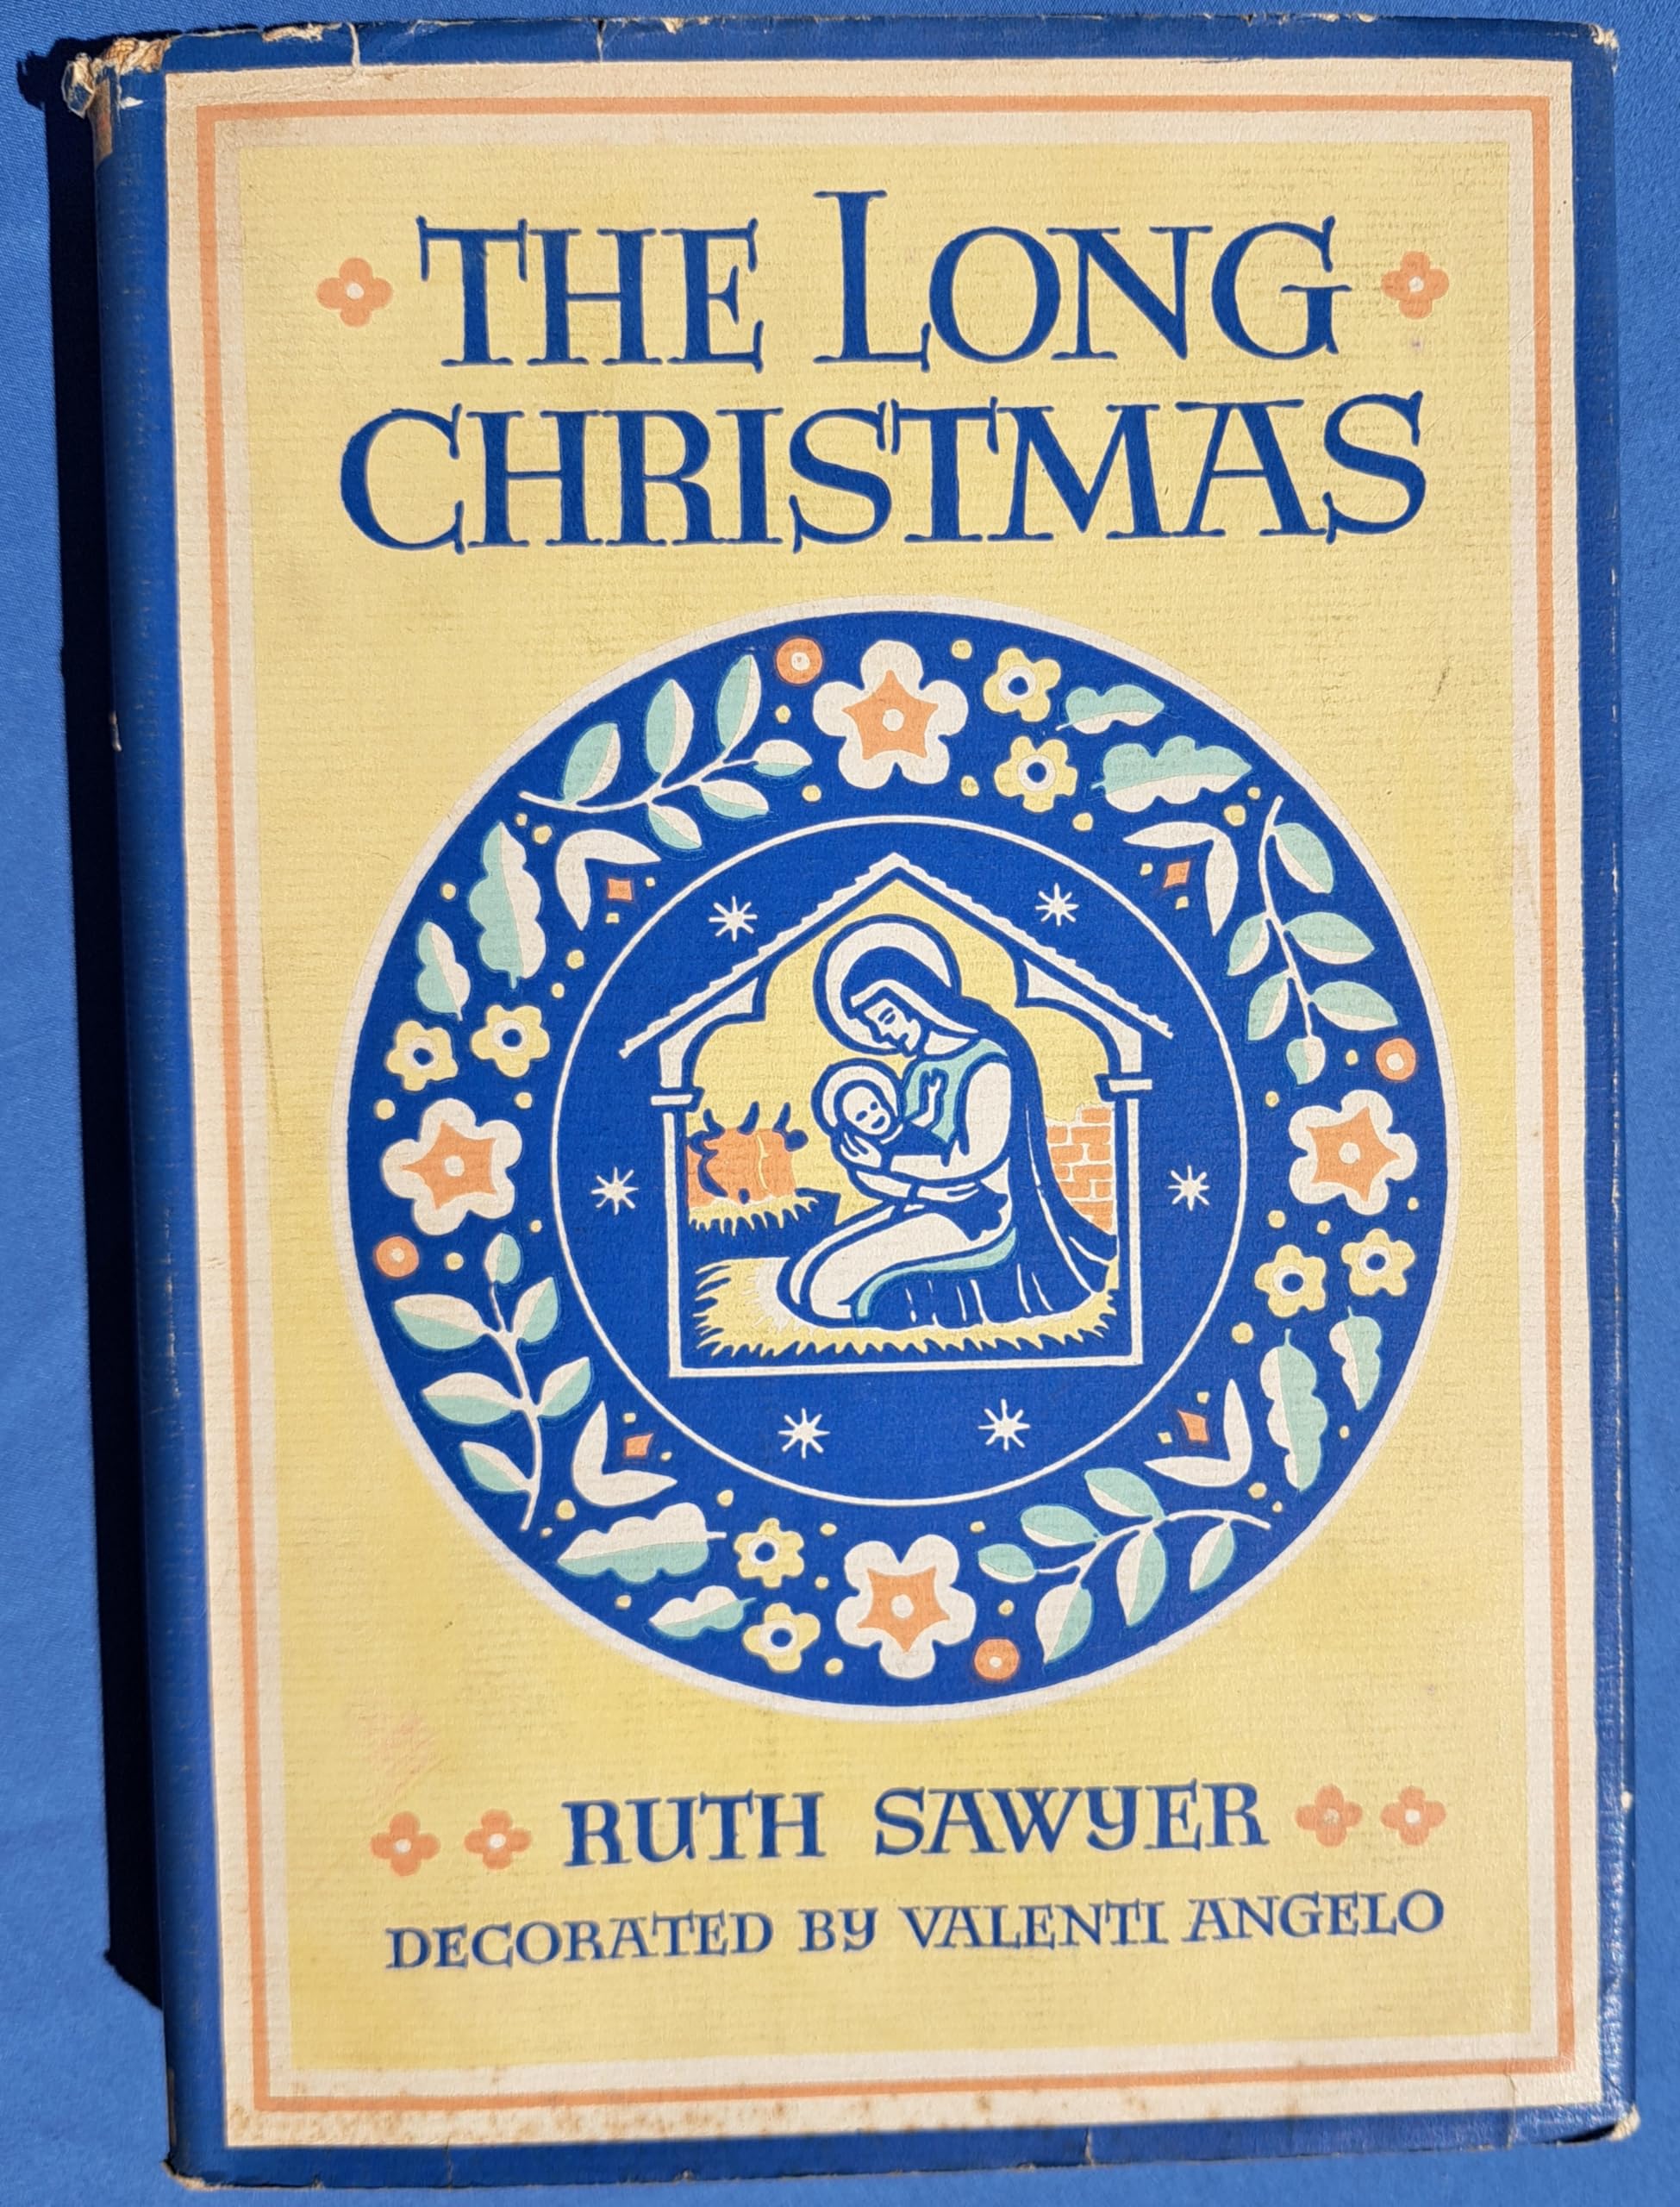 THE LONG
CHRISTMAS
RUTH SAWYER
DECORATED BY VALENTI ANGELO